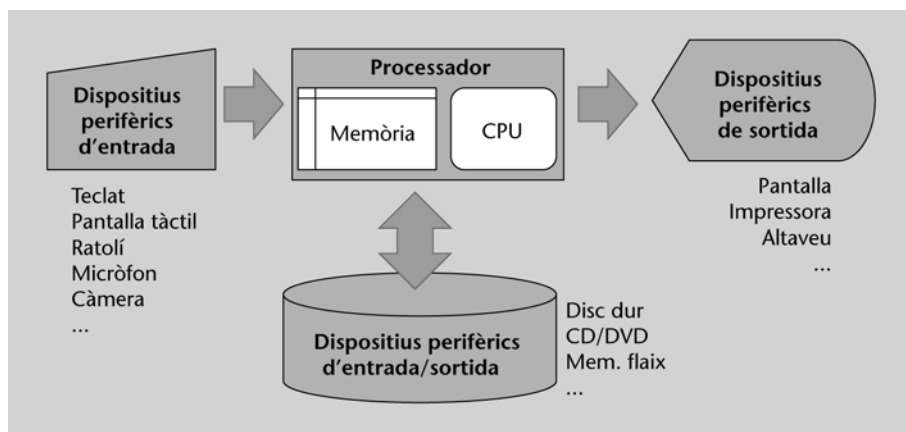 Dispositius
perifèrics
d'entrada
Teclat
Pantalla tàctil
Ratolí
Micròfon
Càmera
...
Processador
Memòria
CPU
Dispositius
perifèrics
de sortida
Pantalla
Impressora
Altaveu
...
Dispositius perifèrics
d'entrada/sortida
Disc dur
CD/DVD
Mem. flaix
...